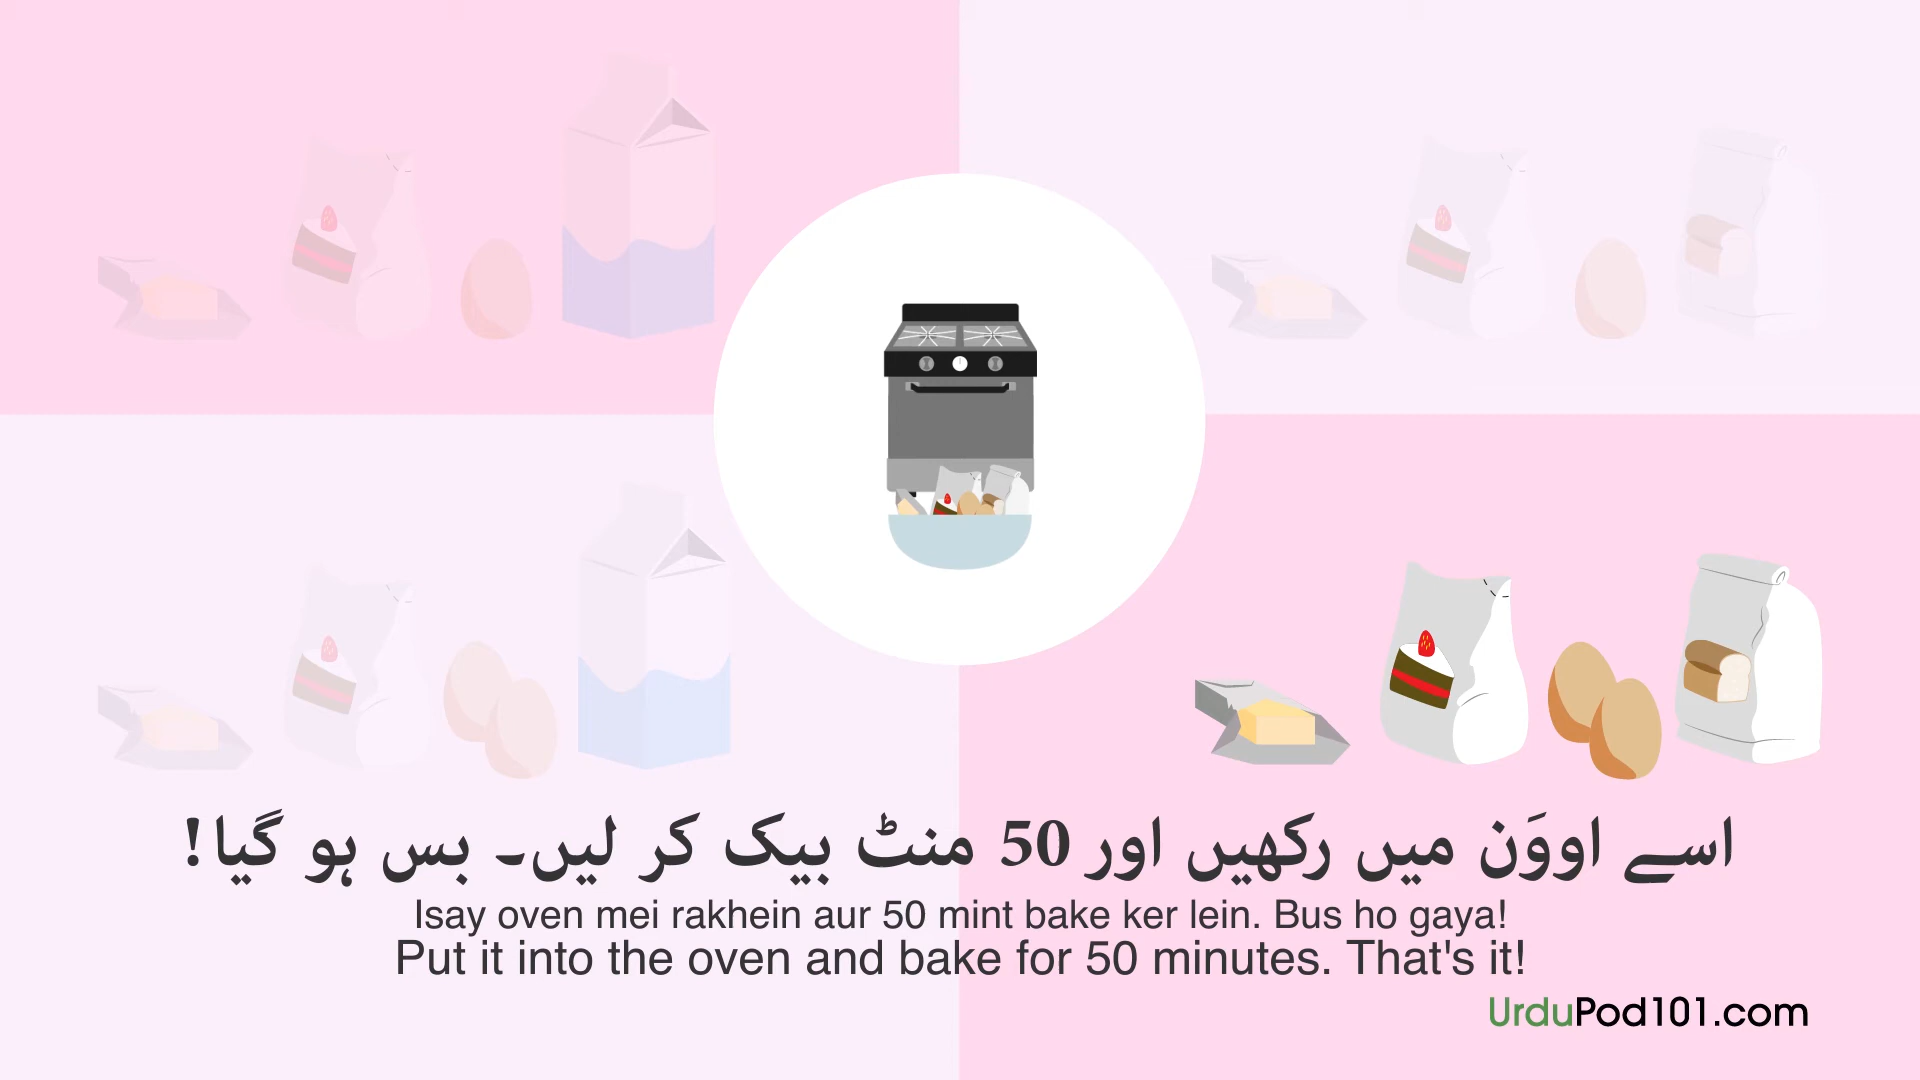 اسے اووَن میں رکھیں اور 50 منٹ بیک کر لیں۔ بس ہو گیا!
Isay oven mei rakhein aur 50 mint bake ker lein. Bus ho gaya!
Put it into the oven and bake for 50 minutes. That's it!
UrduPod101.com